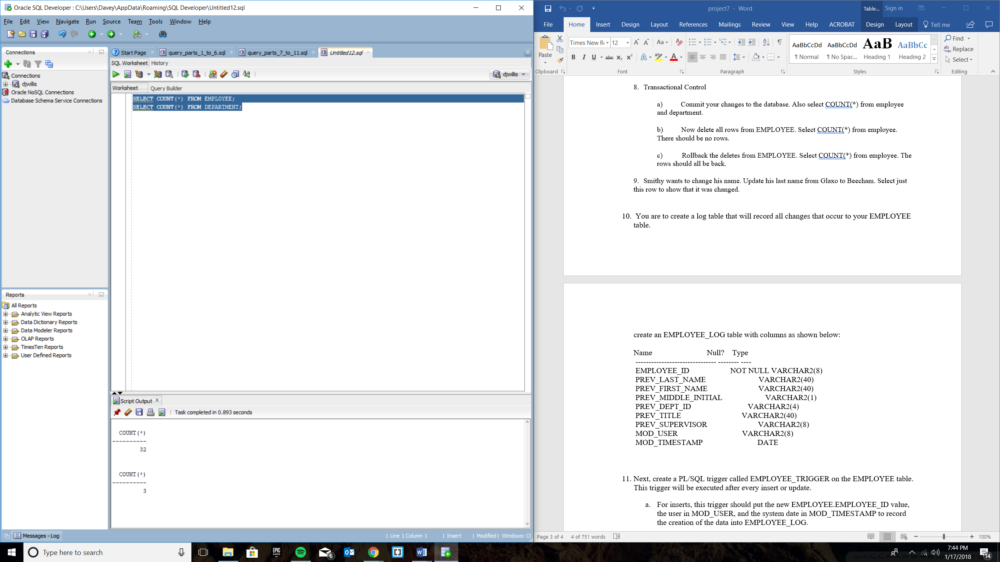 Oracle SQL Developer : C:\Users\Davey\AppData\Roaming\SQL Developer\Untitled12.sql
File Edit View Navigate Run Source Team Tools Window Help
Connections
Connections
djwillis
Oracle NoSQL Connections
Database Schema Service Connections
Reports
All Reports
Analytic View Reports
Data Dictionary Reports
Data Modeler Reports
OLAP Reports
TimesTen Reports
User Defined Reports
Start Page query_parts_1_to_6.sql query_parts_7_to_11.sql Untitled12.sql
SQL Worksheet History
djwillis
Worksheet Query Builder
SELECT COUNT(*) FROM EMPLOYEE;
SELECT COUNT(*) FROM DEPARTMENT;
Script Output
Task completed in 0.893 seconds
COUNT(*)
----------
32
COUNT(*)
----------
3
Messages - Log
Line 1 Column 1 | Insert | Modified | Windows: CF
project7 - Word
Table... Sign in
File Home Insert Design Layout References Mailings Review View Help ACROBAT Design Layout Tell me
Paste
Times New R 12
AaBbCcDd AaBbCcDd AaB AaBbCc
¶ Normal ¶ No Spac... Heading 1 Heading 2
Find
Replace
Select
Clipboard Font Paragraph Styles Editing
8. Transactional Control
a) Commit your changes to the database. Also select COUNT(*) from employee
and department.
b) Now delete all rows from EMPLOYEE. Select COUNT(*) from employee.
There should be no rows.
c) Rollback the deletes from EMPLOYEE. Select COUNT(*) from employee. The
rows should all be back.
9. Smithy wants to change his name. Update his last name from Glaxo to Beecham. Select just
this row to show that it was changed.
10. You are to create a log table that will record all changes that occur to your EMPLOYEE
table.
create an EMPLOYEE_LOG table with columns as shown below:
Name Null? Type
------------------------------- -------- ----
EMPLOYEE_ID NOT NULL VARCHAR2(8)
PREV_LAST_NAME VARCHAR2(40)
PREV_FIRST_NAME VARCHAR2(40)
PREV_MIDDLE_INITIAL VARCHAR2(1)
PREV_DEPT_ID VARCHAR2(4)
PREV_TITLE VARCHAR2(40)
PREV_SUPERVISOR VARCHAR2(8)
MOD_USER VARCHAR2(8)
MOD_TIMESTAMP DATE
11. Next, create a PL/SQL trigger called EMPLOYEE_TRIGGER on the EMPLOYEE table.
This trigger will be executed after every insert or update.
a. For inserts, this trigger should put the new EMPLOYEE.EMPLOYEE_ID value,
the user in MOD_USER, and the system date in MOD_TIMESTAMP to record
the creation of the data into EMPLOYEE_LOG.
Page 3 of 4 4 of 751 words
100%
Type here to search
EPIC GAMES
6
7:44 PM
1/17/2018
14